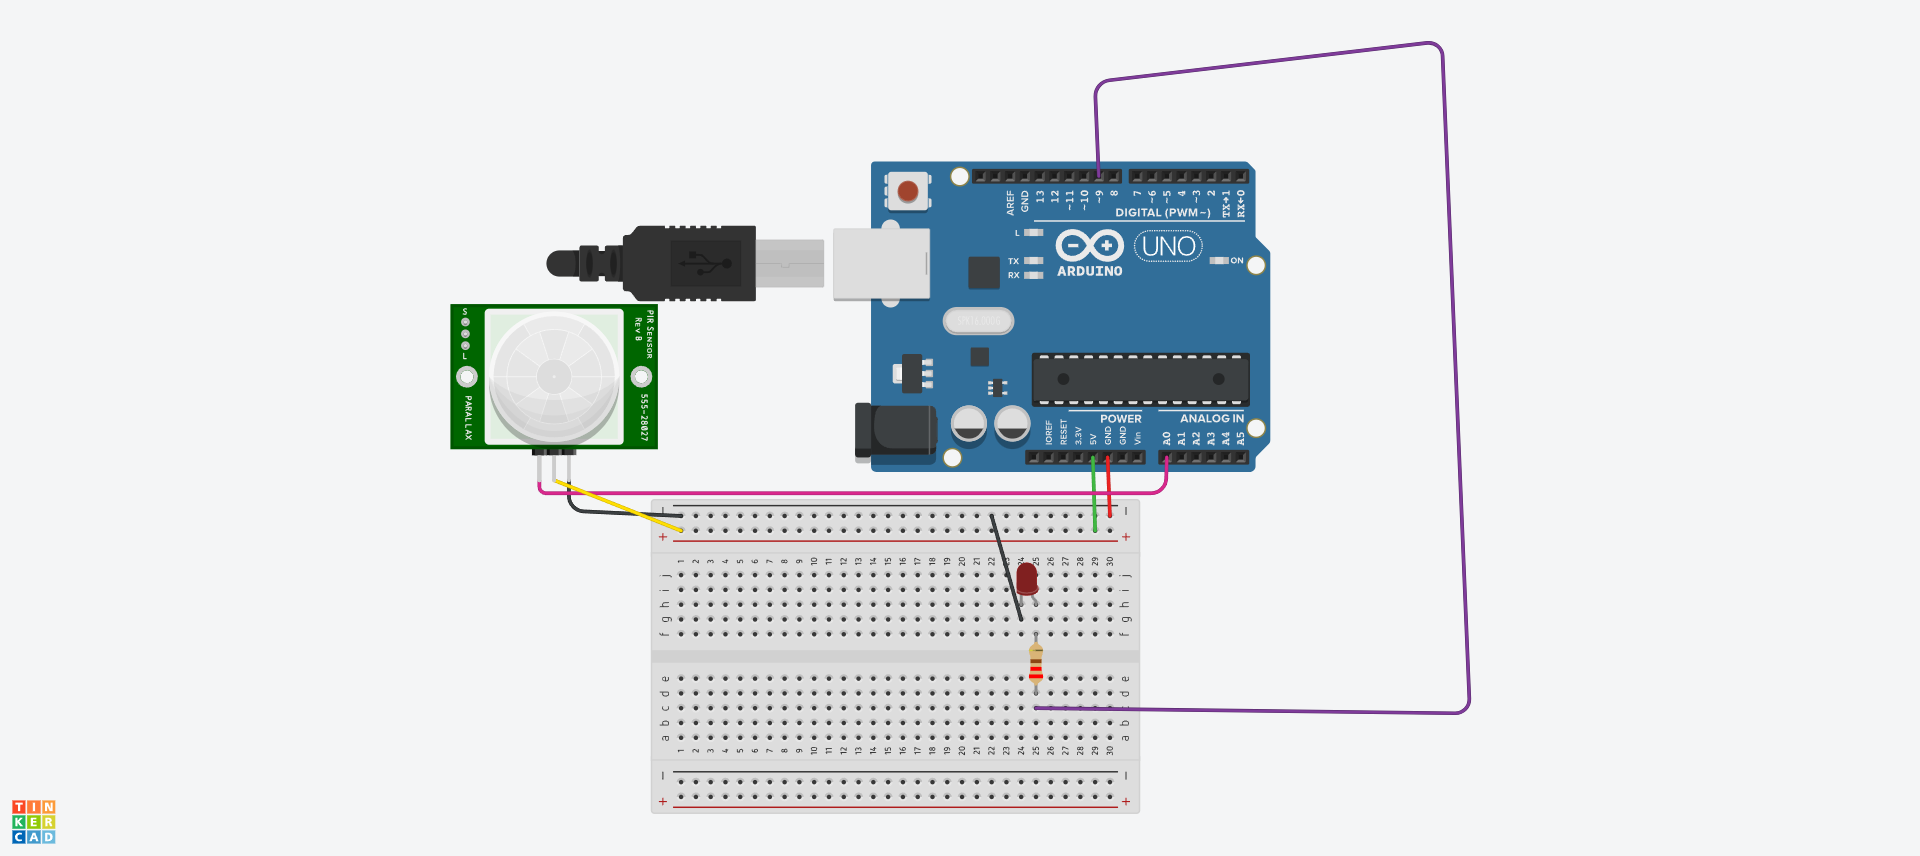 AREF
GND
13
12
~11
~10
~9
8
7
~6
~5
4
~3
2
TX→1
RX←0
DIGITAL (PWM~)
L
TX
RX
ARDUINO
UNO
ON
S
L
PIR SENSOR
REV B
PARALLAX
555-28027
POWER
ANALOG IN
IOREF
RESET
3.3V
5V
GND
GND
Vin
A0
A1
A2
A3
A4
A5
− −
+ +
1 2 3 4 5 6 7 8 9 10 11 12 13 14 15 16 17 18 19 20 21 22 23 24 25 26 27 28 29 30
j j
i i
h h
g g
f f
e e
d d
c c
b b
a a
1 2 3 4 5 6 7 8 9 10 11 12 13 14 15 16 17 18 19 20 21 22 23 24 25 26 27 28 29 30
− −
+ +
TIN
KER
CAD